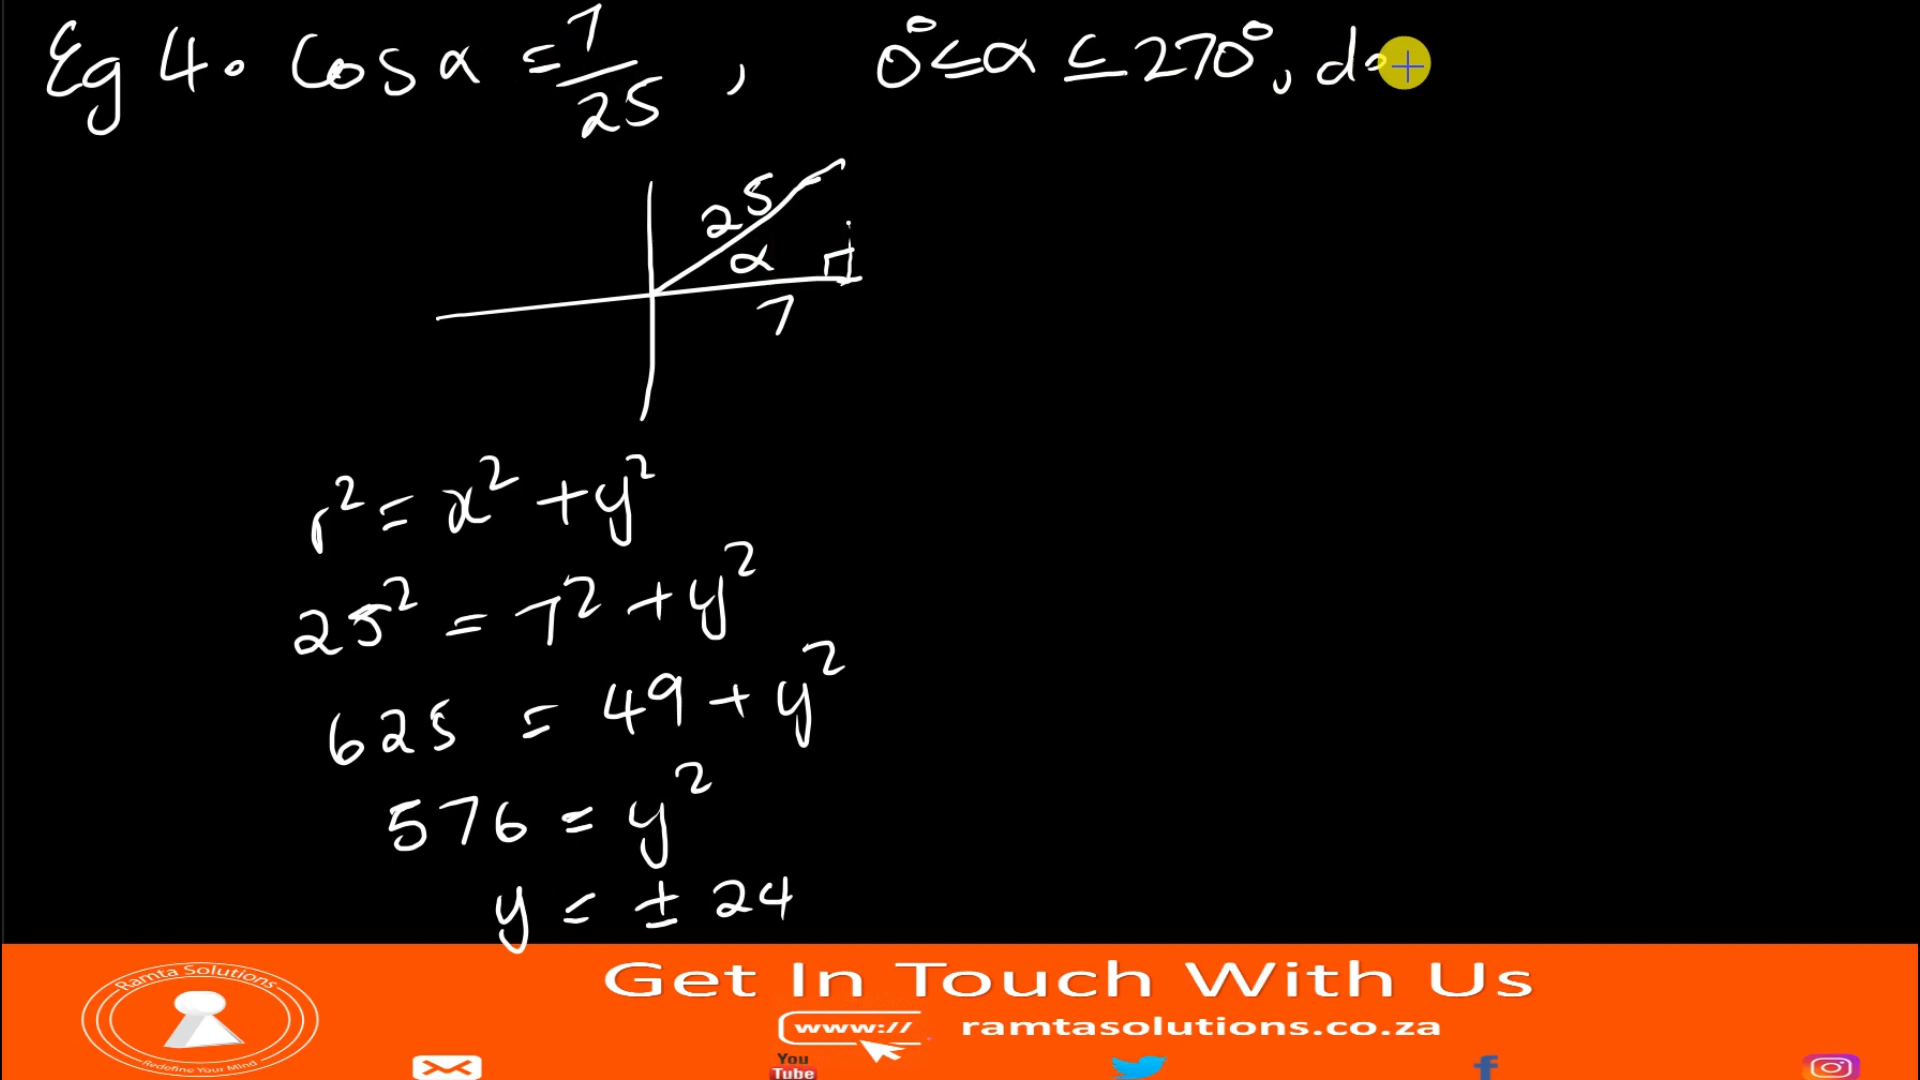 Eg 4. Cos α = 7/25 , 0° ≤ α ≤ 270°, do
25
α
7
r² = x² + y²
25² = 7² + y²
625 = 49 + y²
576 = y²
y = ± 24
Get In Touch With Us
Ramta Solutions
www:// ramtasolutions.co.za
Redefine Your Mind
You
Tube